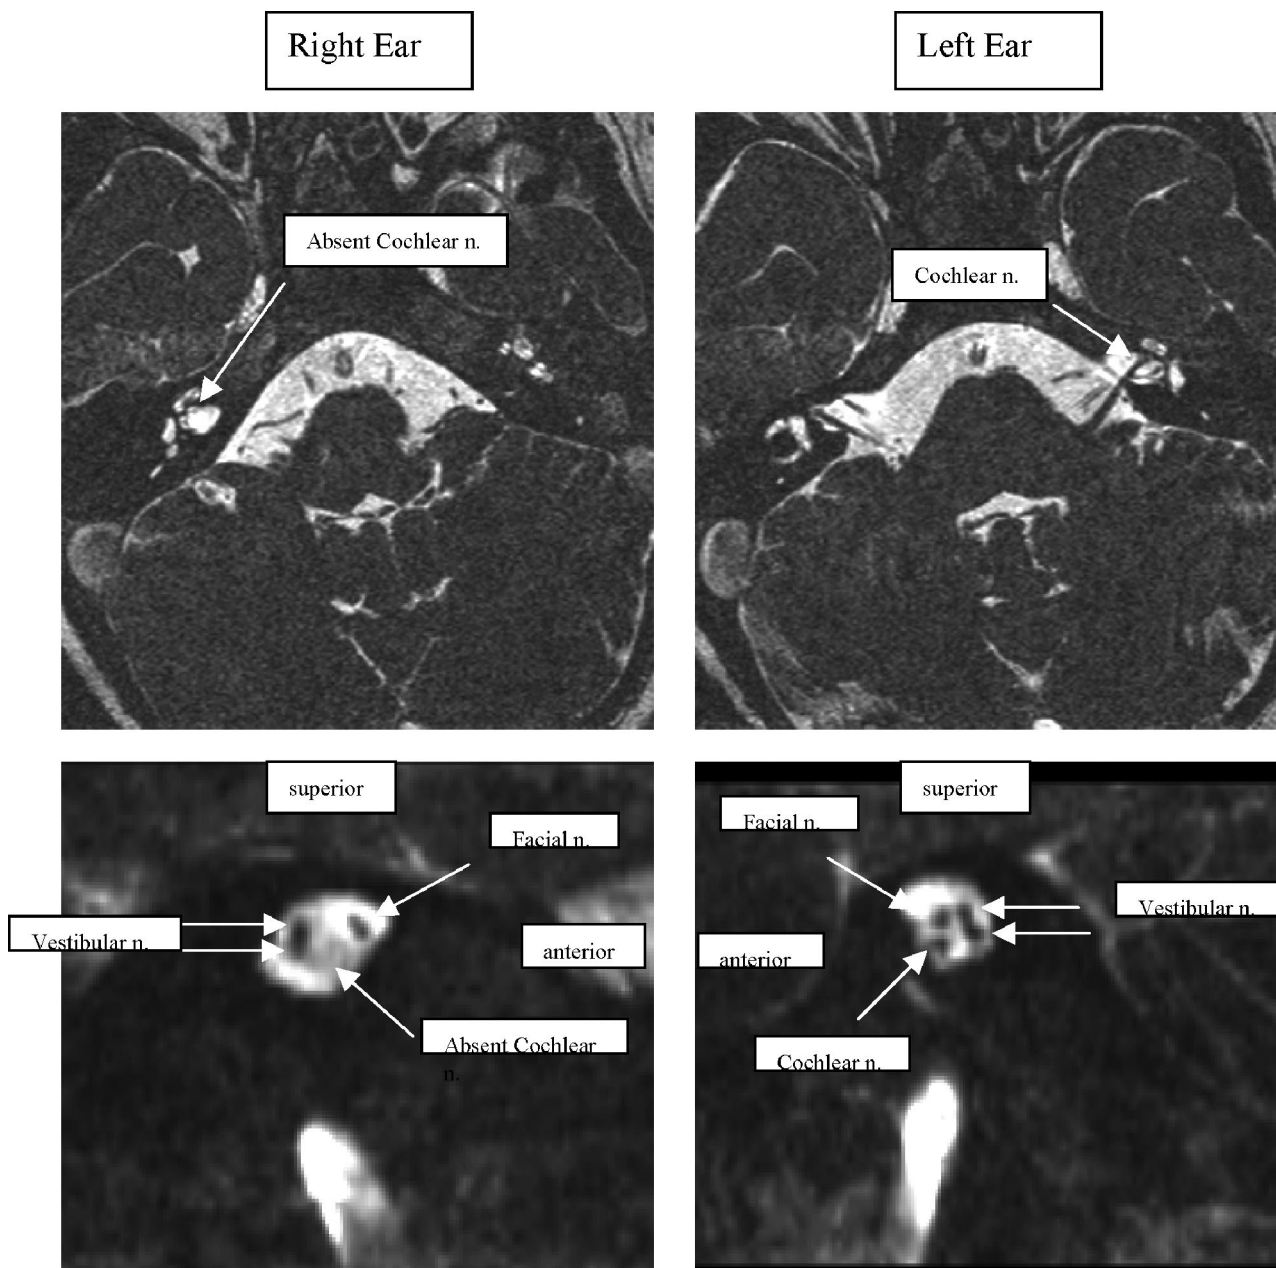 Right Ear
Left Ear
Absent Cochlear n.
Cochlear n.
superior
superior
Facial n.
Facial n.
Vestibular n.
Vestibular n.
anterior
anterior
Absent Cochlear
n.
Cochlear n.